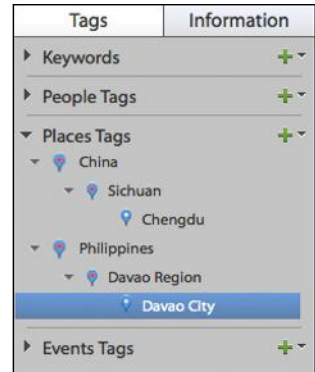 Tags Information
Keywords
People Tags
Places Tags
China
Sichuan
Chengdu
Philippines
Davao Region
Davao City
Events Tags